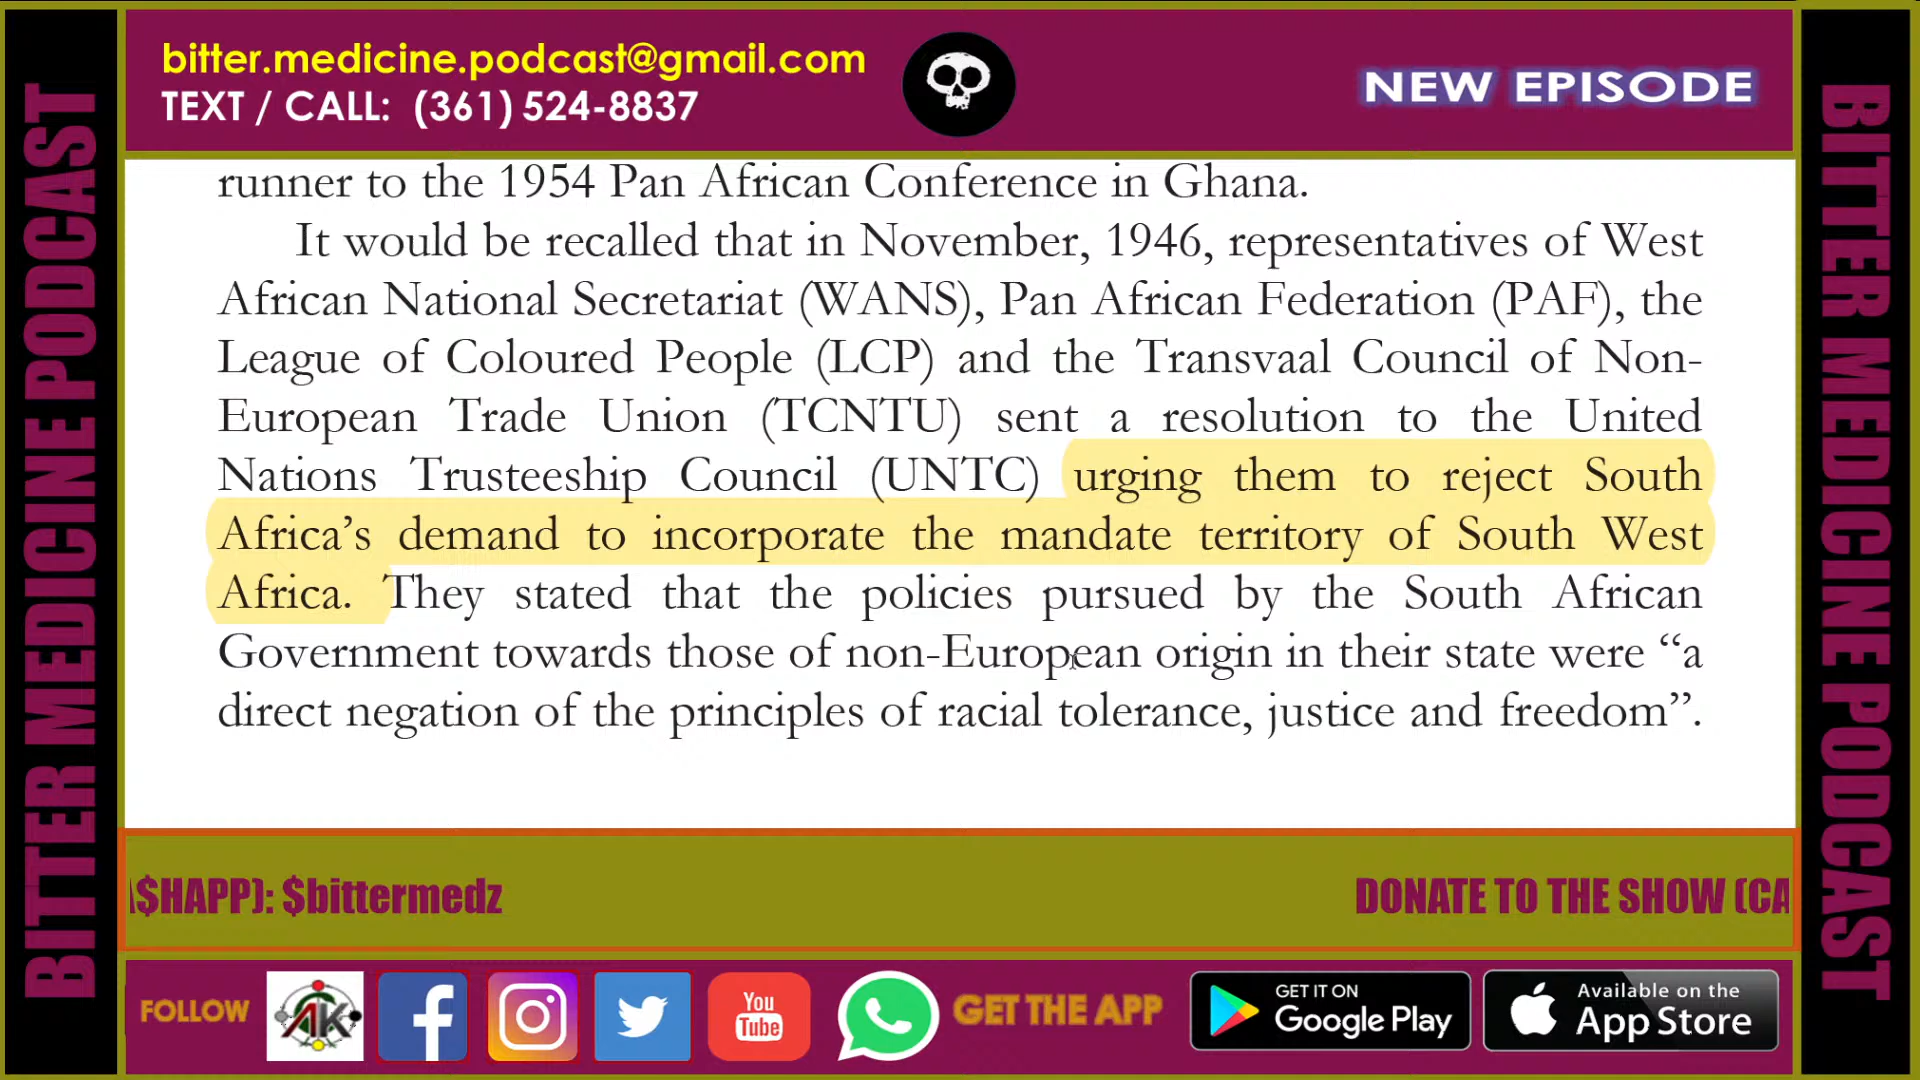 bitter.medicine.podcast@gmail.com
TEXT / CALL: (361) 524-8837
NEW EPISODE
BITTER MEDICINE PODCAST
runner to the 1954 Pan African Conference in Ghana.
It would be recalled that in November, 1946, representatives of West
African National Secretariat (WANS), Pan African Federation (PAF), the
League of Coloured People (LCP) and the Transvaal Council of Non-
European Trade Union (TCNTU) sent a resolution to the United
Nations Trusteeship Council (UNTC) urging them to reject South
Africa’s demand to incorporate the mandate territory of South West
Africa. They stated that the policies pursued by the South African
Government towards those of non-European origin in their state were “a
direct negation of the principles of racial tolerance, justice and freedom”.
BITTER MEDICINE PODCAST
$HAPP): $bittermedz
DONATE TO THE SHOW (CA
FOLLOW
AK
You
Tube
GET THE APP
GET IT ON
Google Play
Available on the
App Store